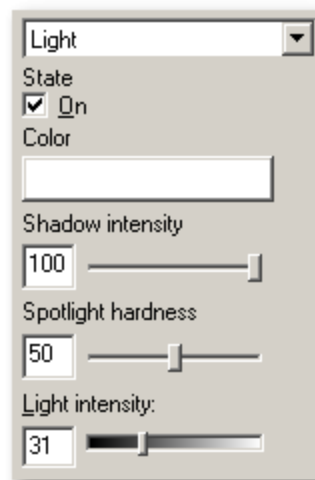 Light
State
On
Color
Shadow intensity
100
Spotlight hardness
50
Light intensity:
31